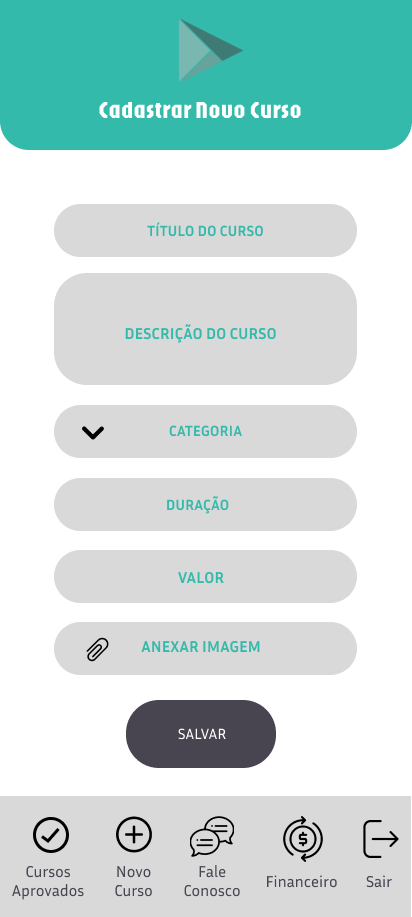 Cadastrar Novo Curso
TÍTULO DO CURSO
DESCRIÇÃO DO CURSO
CATEGORIA
DURAÇÃO
VALOR
ANEXAR IMAGEM
SALVAR
Cursos
Aprovados
Novo
Curso
Fale
Conosco
$
Financeiro
Sair